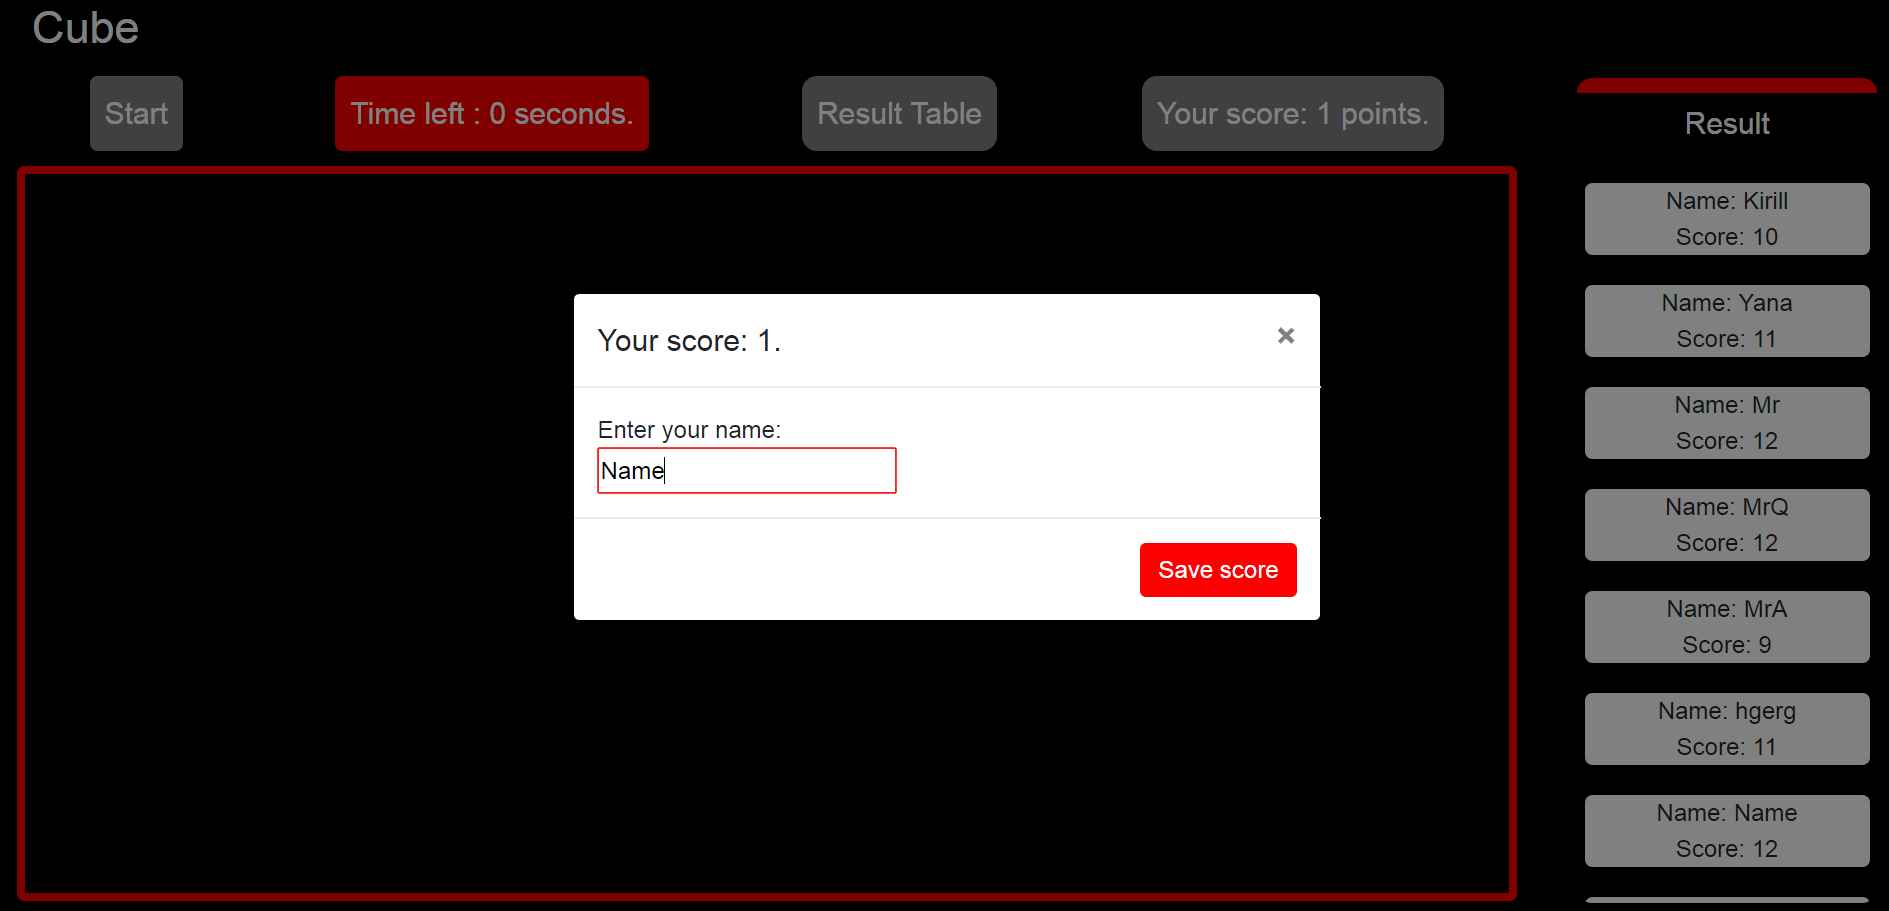 Cube
Start
Time left : 0 seconds.
Result Table
Your score: 1 points.
Result
Name: Kirill
Score: 10
Name: Yana
Score: 11
Name: Mr
Score: 12
Name: MrQ
Score: 12
Name: MrA
Score: 9
Name: hgerg
Score: 11
Name: Name
Score: 12
Your score: 1.
×
Enter your name:
Name
Save score